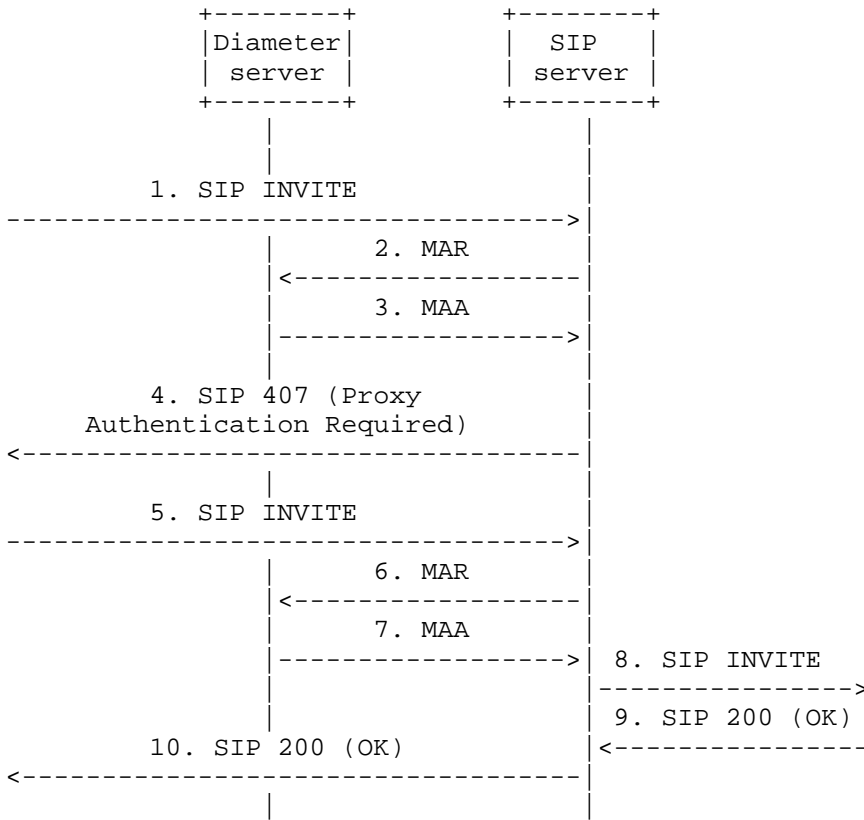 Diameter SIP
server server
1. SIP INVITE
2. MAR
3. MAA
4. SIP 407 (Proxy
Authentication Required)
5. SIP INVITE
6. MAR
7. MAA
8. SIP INVITE
9. SIP 200 (OK)
10. SIP 200 (OK)